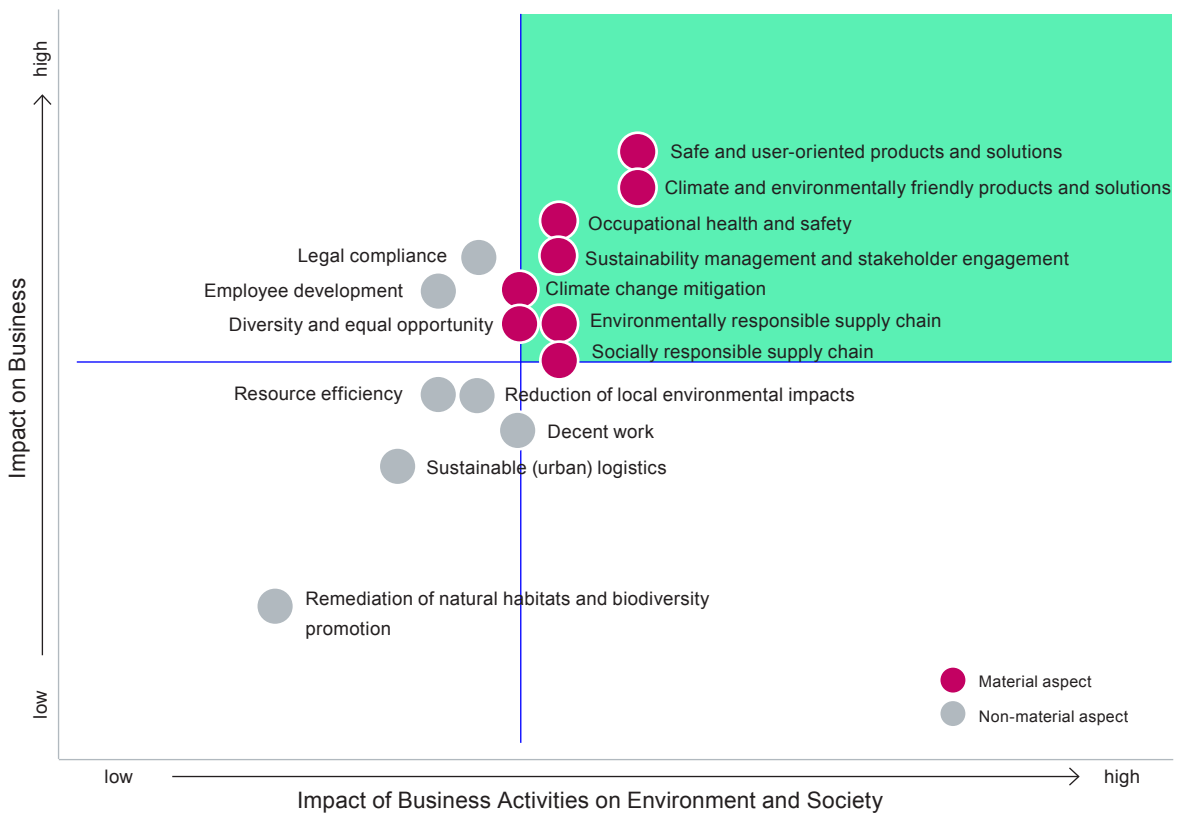 high
Safe and user-oriented products and solutions
Climate and environmentally friendly products and solutions
Occupational health and safety
Legal compliance
Sustainability management and stakeholder engagement
Employee development
Climate change mitigation
Diversity and equal opportunity
Environmentally responsible supply chain
Socially responsible supply chain
Impact on Business
Resource efficiency
Reduction of local environmental impacts
Decent work
Sustainable (urban) logistics
Remediation of natural habitats and biodiversity
promotion
low
Material aspect
Non-material aspect
low
high
Impact of Business Activities on Environment and Society